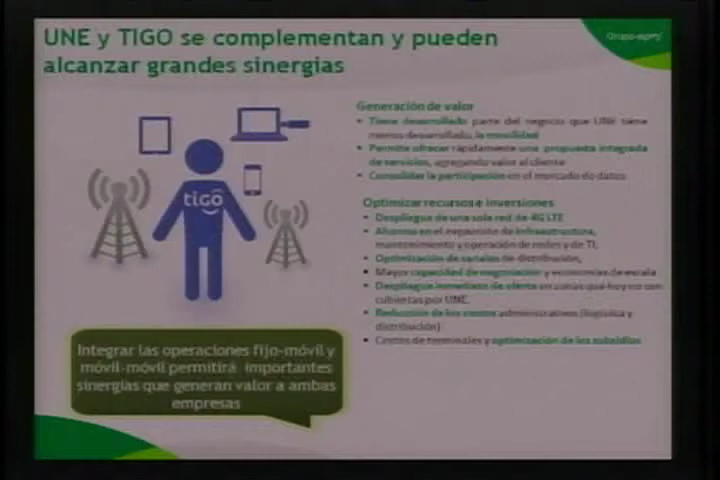 UNE y TIGO se complementan y pueden
alcanzar grandes sinergias
Grupo·epm
Generación de valor
• Tiene desarrollado parte del negocio que UNE tiene
menos desarrollado, la movilidad
• Permite ofrecer rápidamente una propuesta integrada
de servicios, agregando valor al cliente
• Consolidar la participación en el mercado de datos
tigo
Optimizar recursos e inversiones
• Despliegue de una sola red de 4G LTE
• Ahorros en el expansión de infraestructura,
mantenimiento y operación de redes y de TI,
• Optimización de canales de distribución,
• Mayor capacidad de negociación y economías de escala
• Despliegue inmediato de oferta en zonas que hoy no son
cubiertas por UNE.
• Reducción de los costos administrativos (logística y
distribución)
• Costos de terminales y optimización de los subsidios
Integrar las operaciones fijo-móvil y
móvil-móvil permitirá importantes
sinergias que generan valor a ambas
empresas